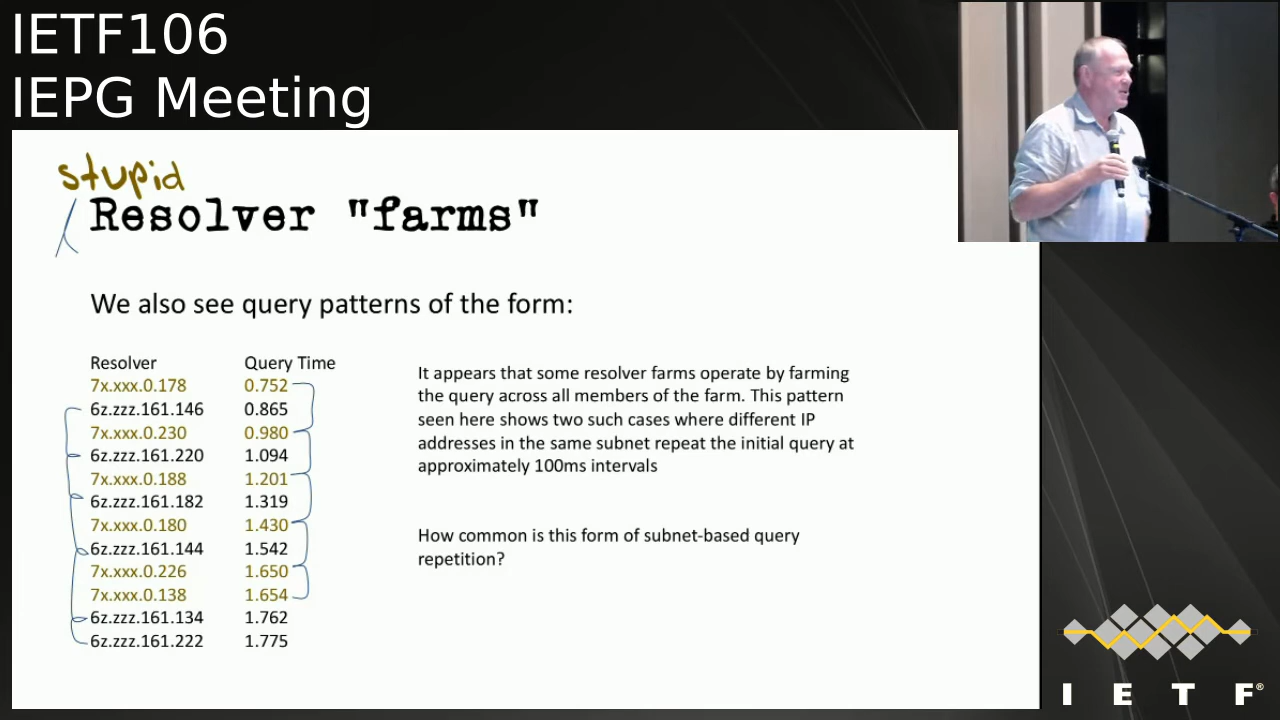 IETF106
IEPG Meeting
stupid
Resolver "farms"
We also see query patterns of the form:
Resolver Query Time
7x.xxx.0.178 0.752
6z.zzz.161.146 0.865
7x.xxx.0.230 0.980
6z.zzz.161.220 1.094
7x.xxx.0.188 1.201
6z.zzz.161.182 1.319
7x.xxx.0.180 1.430
6z.zzz.161.144 1.542
7x.xxx.0.226 1.650
7x.xxx.0.138 1.654
6z.zzz.161.134 1.762
6z.zzz.161.222 1.775
It appears that some resolver farms operate by farming
the query across all members of the farm. This pattern
seen here shows two such cases where different IP
addresses in the same subnet repeat the initial query at
approximately 100ms intervals
How common is this form of subnet-based query
repetition?
I E T F®